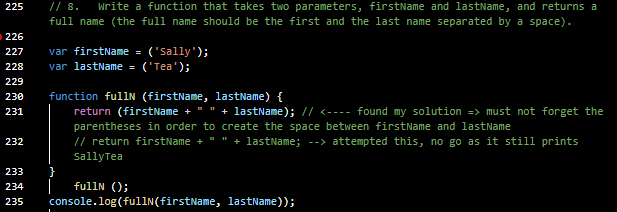 225 // 8. Write a function that takes two parameters, firstName and lastName, and returns a
full name (the full name should be the first and the last name separated by a space).
226
227 var firstName = ('Sally');
228 var lastName = ('Tea');
229
230 function fullN (firstName, lastName) {
231 return (firstName + " " + lastName); // <---- found my solution => must not forget the
parentheses in order to create the space between firstName and lastName
232 // return firstName + " " + lastName; --> attempted this, no go as it still prints
SallyTea
233 }
234 fullN ();
235 console.log(fullN(firstName, lastName));